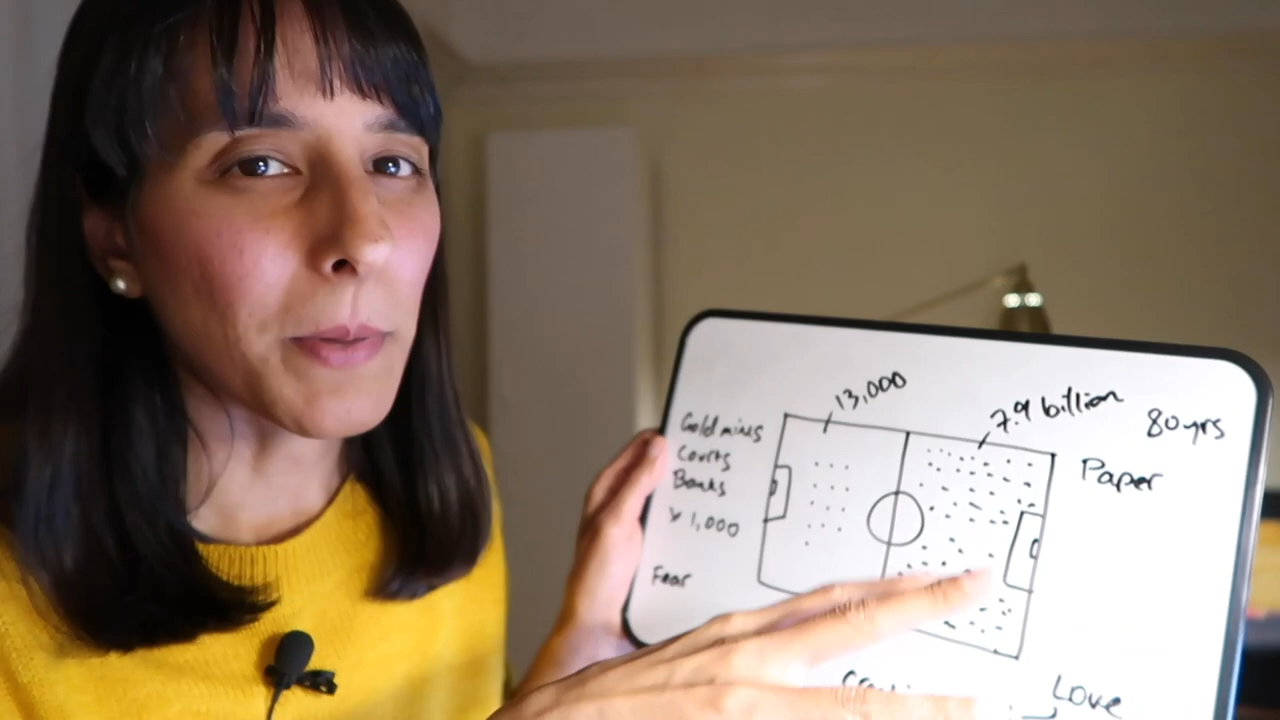 13,000
7.9 billion
80yrs
Gold mines
Courts
Banks
x 1,000
Paper
Fear
Love